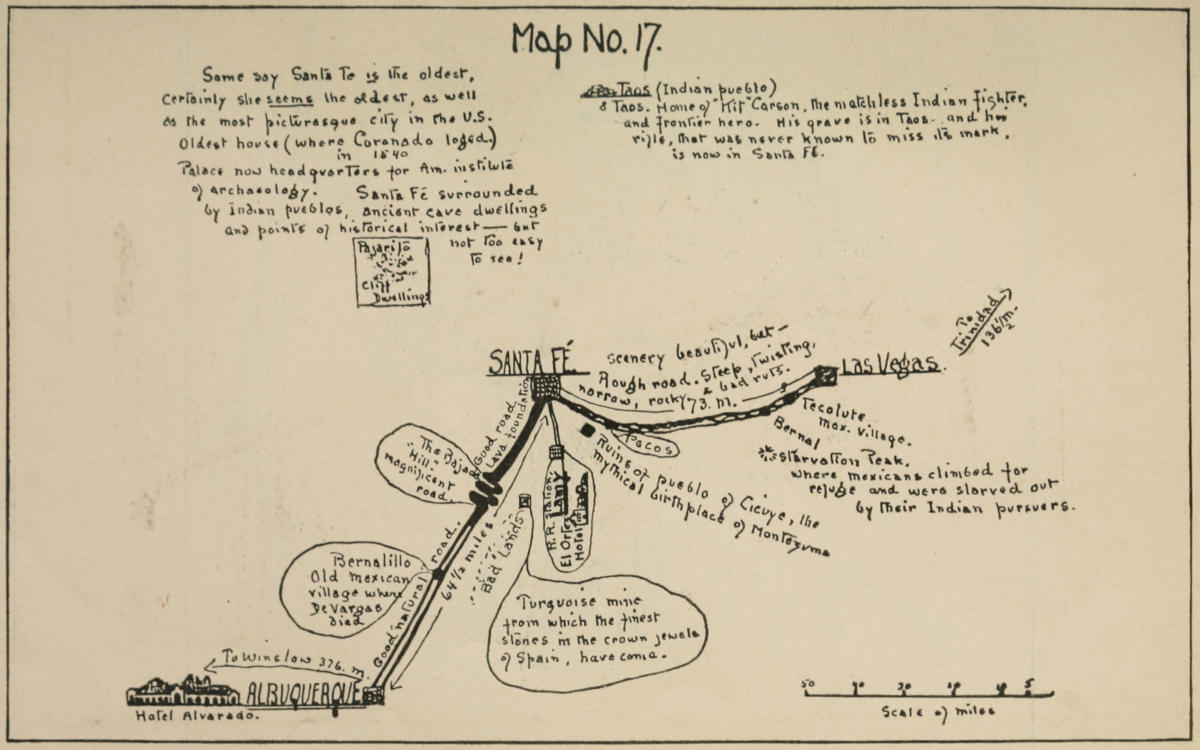 Map No. 17.
Some say Santa Fe is the oldest,
Certainly she seems the oldest, as well
as the most picturesque city in the U.S.
Oldest house (where Coronado loged.)
in 1540
Palace now headquarters for Am. institute
of archaeology. Santa Fé surrounded
by Indian pueblos, ancient cave dwellings
and points of historical interest — but
not too easy
to see!
Pajarito
Cliff
Dwellings
Taos (Indian pueblo)
& Taos. Home of "Kit" Carson, the matchless Indian fighter,
and frontier hero. His grave is in Taos. and his
rifle, that was never known to miss its mark,
is now in Santa Fé.
To
Trinidad
136 1/2 m.
SANTA FÉ
scenery beautiful, but —
Rough road. Steep, twisting,
narrow, rocky & bad ruts.
73. m.
Las Vegas.
Tecolute
mex. village.
Bernal
Starvation Peak,
where mexicans climbed for
refuge and were starved out
by their Indian pursuers.
Pecos
Ruins of pueblo of Cicuye, the
mythical birthplace of Montezuma
Good road
Lava foundation
The Bajada
"Hill"
magnificent
road.
R.R. Station
LAMY
El Ortez
Hotel
Bad Lands
64 1/2 miles
Good natural road.
Bernalillo
Old mexican
village where
De Vargas
died
Turquoise mine
from which the finest
stones in the crown jewels
of Spain, have come.
To Winslow 376. m.
ALBUQUERQUE
Hotel Alvarado.
50 40 30 20 10 5
Scale of miles